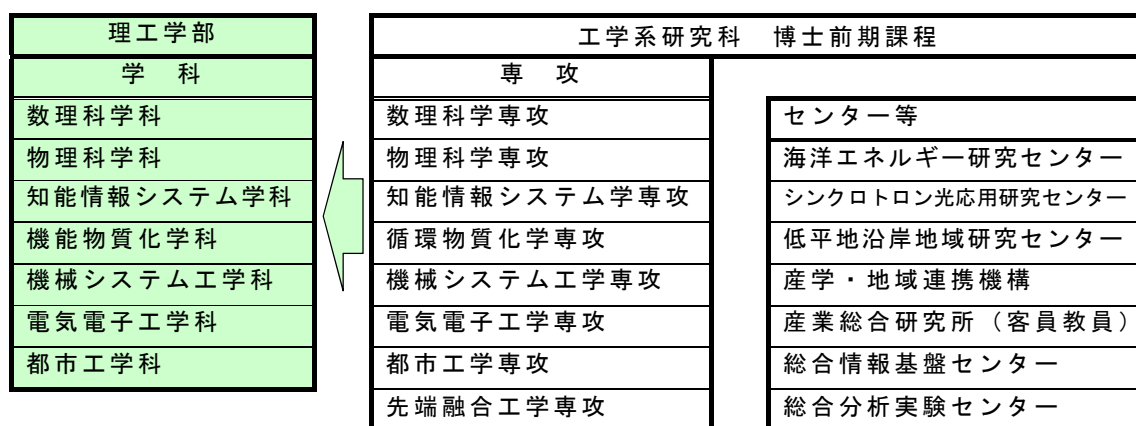 理工学部
学　科
数理科学科
物理科学科
知能情報システム学科
機能物質化学科
機械システム工学科
電気電子工学科
都市工学科
工学系研究科　博士前期課程
専　攻
数理科学専攻
物理科学専攻
知能情報システム学専攻
循環物質化学専攻
機械システム工学専攻
電気電子工学専攻
都市工学専攻
先端融合工学専攻
センター等
海洋エネルギー研究センター
シンクロトロン光応用研究センター
低平地沿岸地域研究センター
産学・地域連携機構
産業総合研究所（客員教員）
総合情報基盤センター
総合分析実験センター